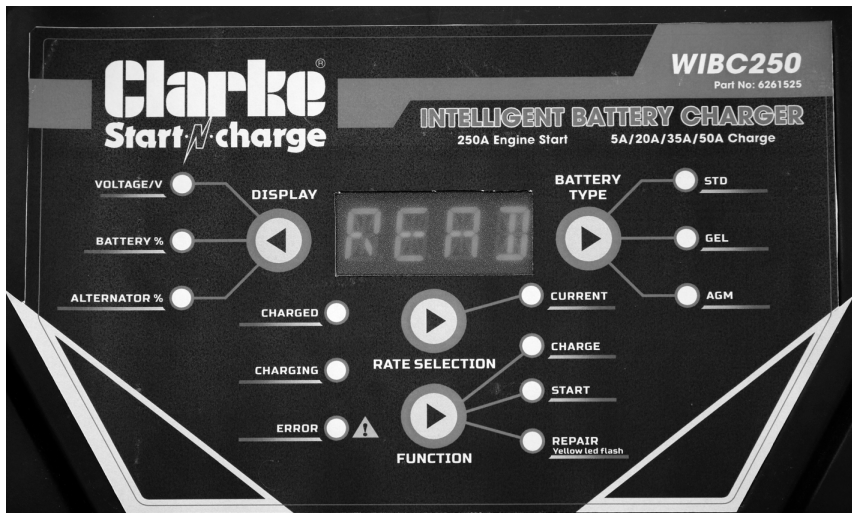 Clarke®
Start·N·charge
WIBC250
Part No: 6261525
INTELLIGENT BATTERY CHARGER
250A Engine Start 5A/20A/35A/50A Charge
VOLTAGE/V
BATTERY %
ALTERNATOR %
DISPLAY
READ
BATTERY
TYPE
STD
GEL
AGM
CHARGED
CHARGING
ERROR
RATE SELECTION
CURRENT
FUNCTION
CHARGE
START
REPAIR
Yellow led flash